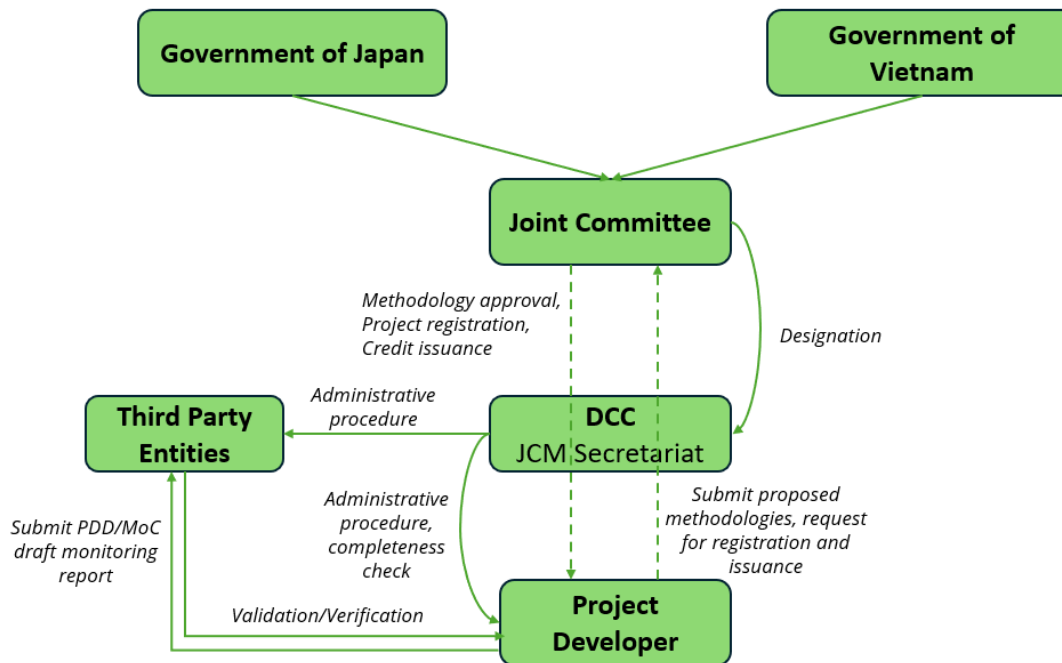 Government of Japan
Government of
Vietnam
Joint Committee
Methodology approval,
Project registration,
Credit issuance
Designation
Administrative
procedure
Third Party
Entities
DCC
JCM Secretariat
Administrative
procedure,
completeness
check
Submit proposed
methodologies, request
for registration and
issuance
Submit PDD/MoC
draft monitoring
report
Validation/Verification
Project
Developer